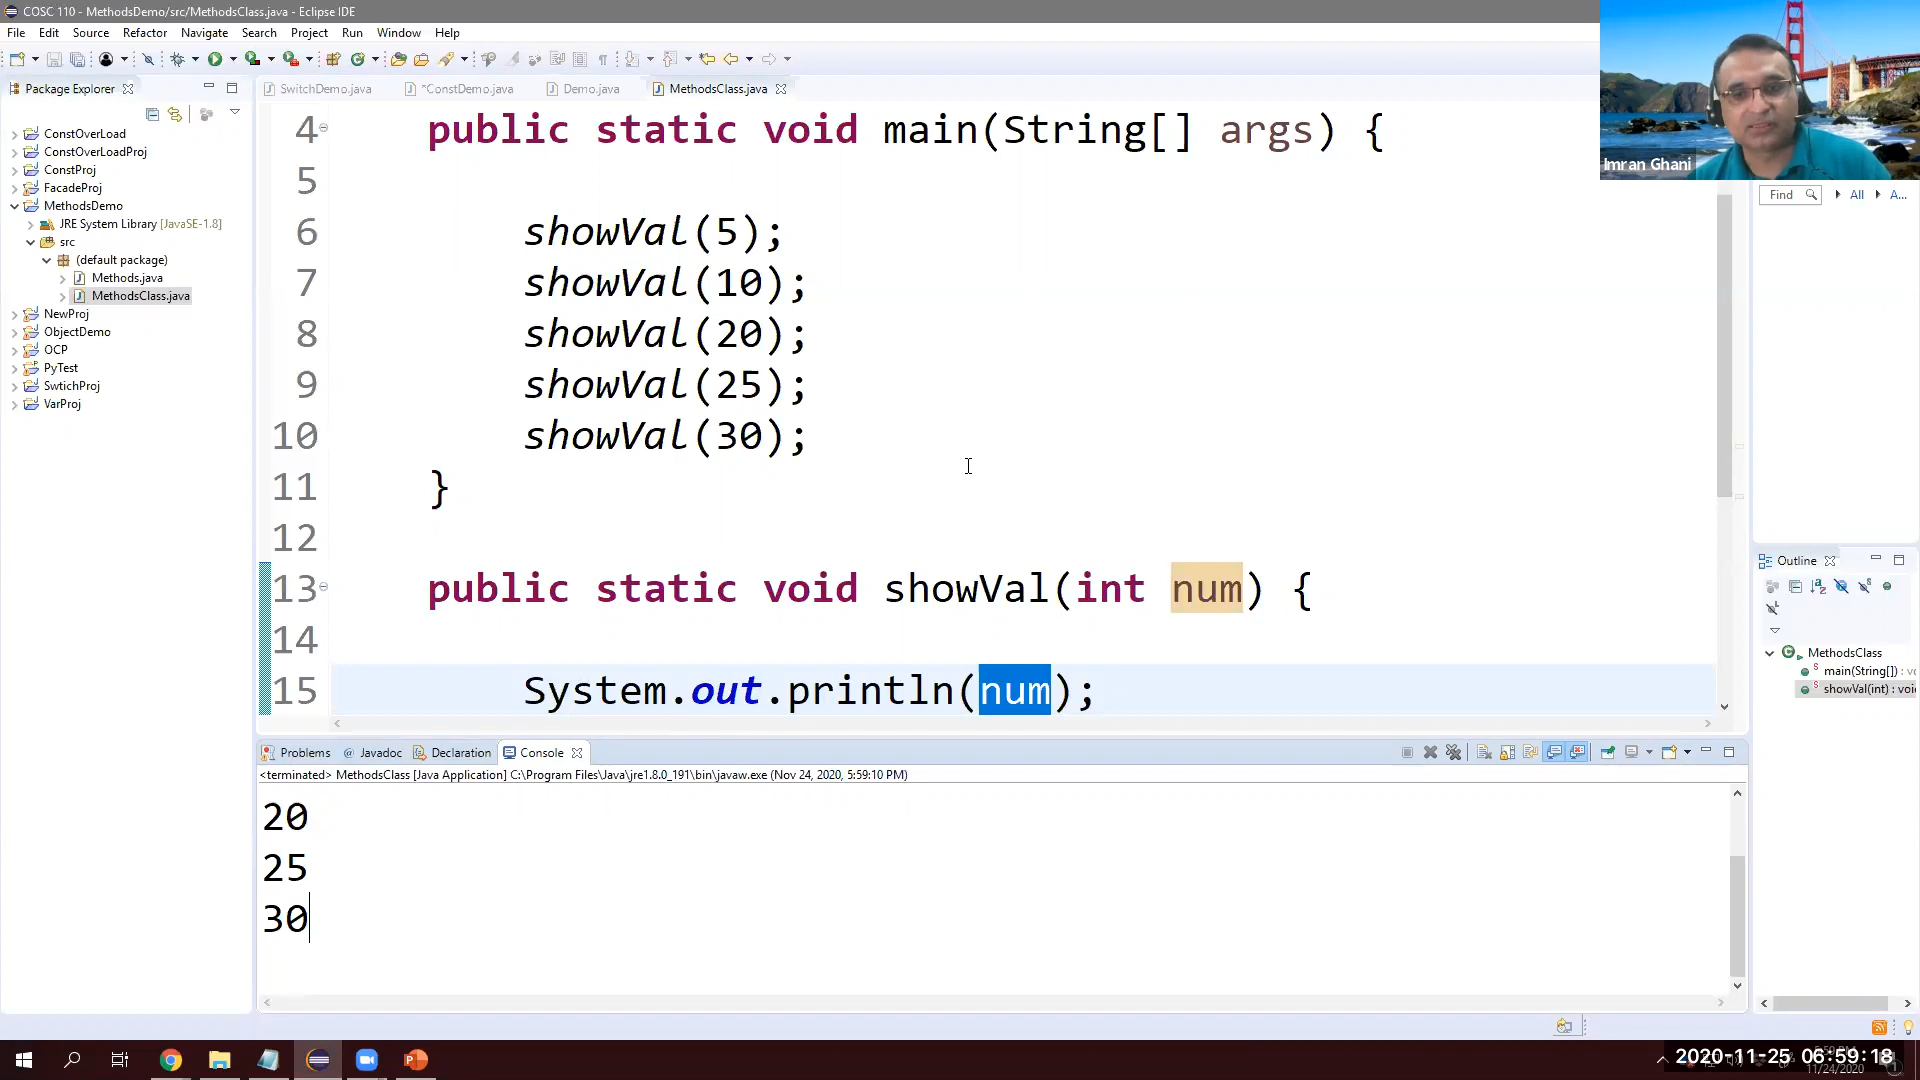 COSC 110 - MethodsDemo/src/MethodsClass.java - Eclipse IDE
File Edit Source Refactor Navigate Search Project Run Window Help
Package Explorer
ConstOverLoad
ConstOverLoadProj
ConstProj
FacadeProj
MethodsDemo
JRE System Library [JavaSE-1.8]
src
(default package)
Methods.java
MethodsClass.java
NewProj
ObjectDemo
OCP
PyTest
SwtichProj
VarProj
SwitchDemo.java *ConstDemo.java Demo.java MethodsClass.java
4 public static void main(String[] args) {
5
6 showVal(5);
7 showVal(10);
8 showVal(20);
9 showVal(25);
10 showVal(30);
11 }
12
13 public static void showVal(int num) {
14
15 System.out.println(num);
Problems @ Javadoc Declaration Console
<terminated> MethodsClass [Java Application] C:\Program Files\Java\jre1.8.0_191\bin\javaw.exe (Nov 24, 2020, 5:59:10 PM)
20
25
30
Imran Ghani
Find All A...
Outline
MethodsClass
main(String[]) : vo
showVal(int) : voi
2020-11-25 06:59:18
11/24/2020